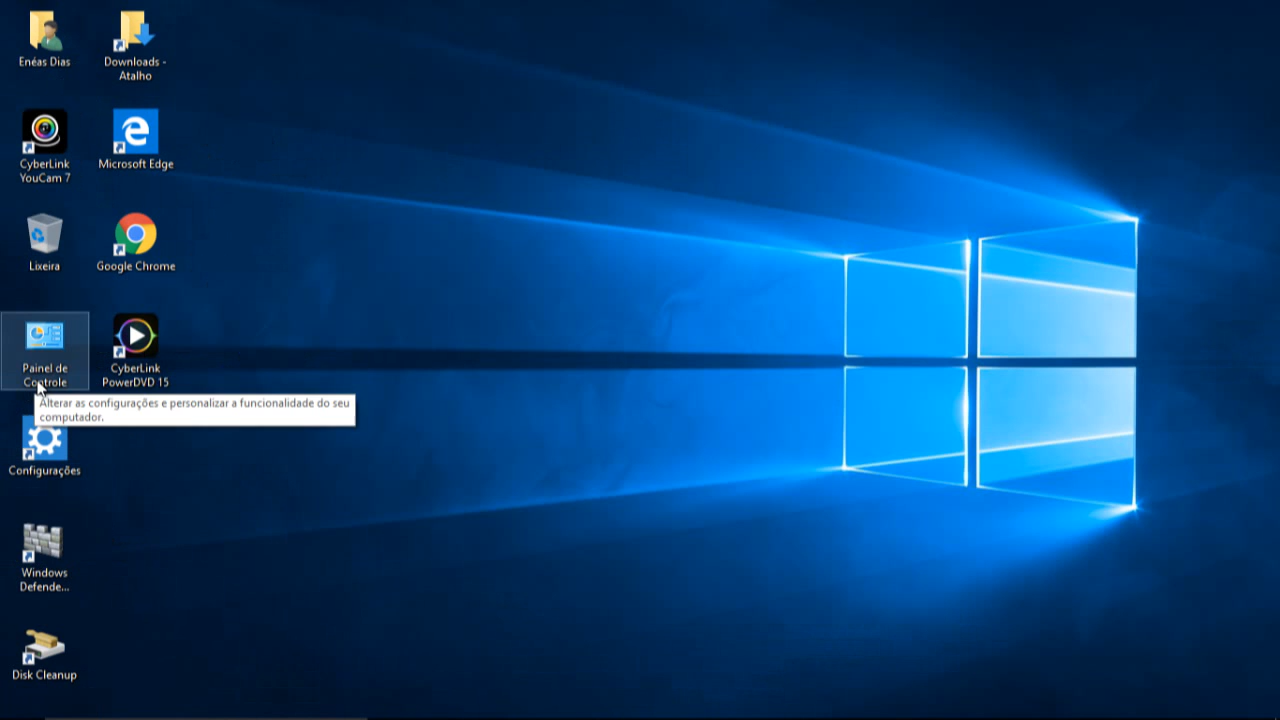 Enéas Dias
Downloads -
Atalho
CyberLink
YouCam 7
Microsoft Edge
Lixeira
Google Chrome
Painel de
Controle
CyberLink
PowerDVD 15
Alterar as configurações e personalizar a funcionalidade do seu
computador.
Configurações
Windows
Defende...
Disk Cleanup